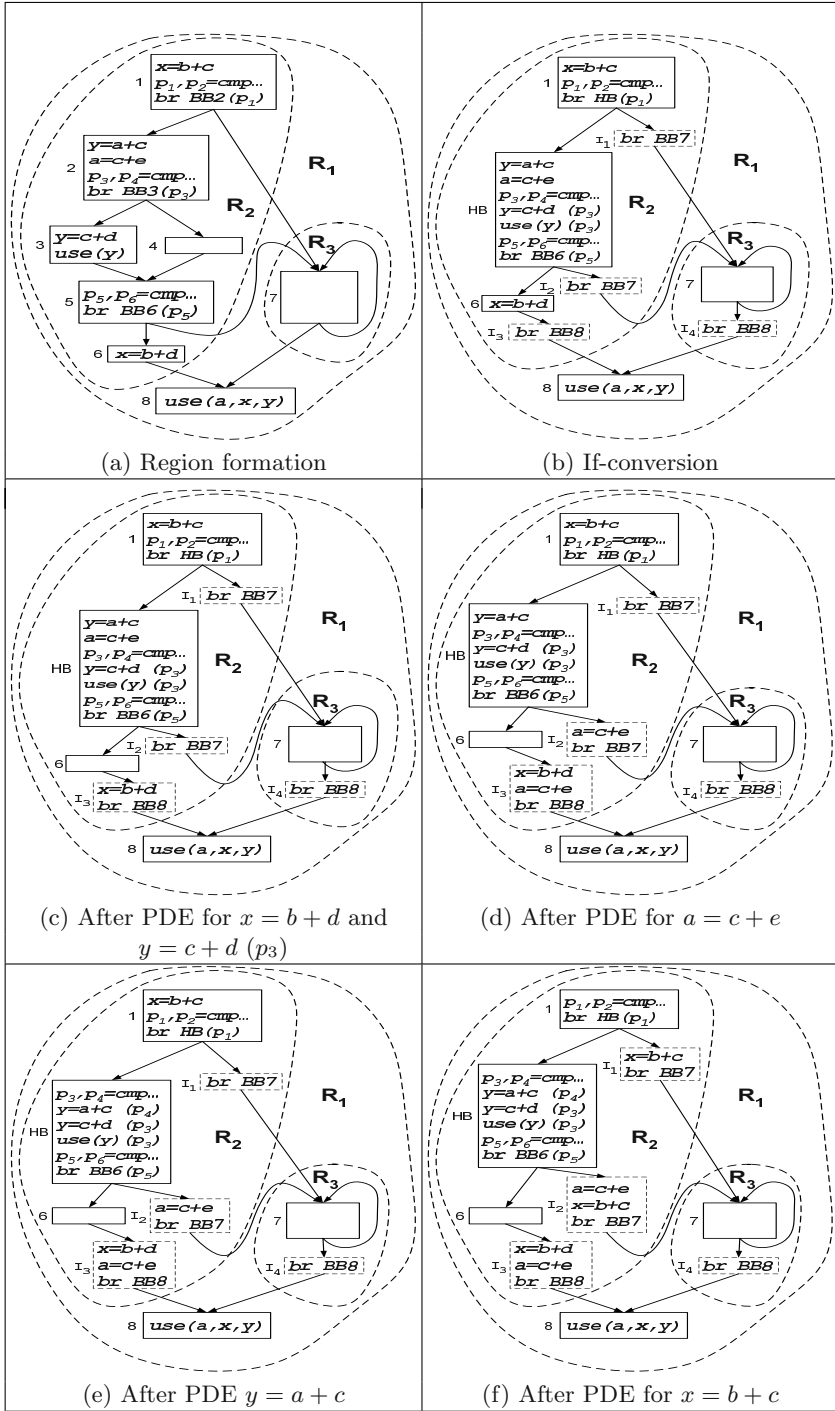 1
x=b+c
p1,p2=cmp…
br BB2(p1)
R1
2
y=a+c
a=c+e
p3,p4=cmp…
br BB3(p3)
R2
3
y=c+d
use(y)
4
R3
5
p5,p6=cmp…
br BB6(p5)
7
6
x=b+d
8
use(a,x,y)
(a) Region formation
1
x=b+c
p1,p2=cmp…
br HB(p1)
I1
br BB7
R1
HB
y=a+c
a=c+e
p3,p4=cmp…
y=c+d (p3)
use(y)(p3)
p5,p6=cmp…
br BB6(p5)
R2
R3
I2
br BB7
7
6
x=b+d
I3
br BB8
I4
br BB8
8
use(a,x,y)
(b) If-conversion
1
x=b+c
p1,p2=cmp…
br HB(p1)
I1
br BB7
R1
HB
y=a+c
a=c+e
p3,p4=cmp…
y=c+d (p3)
use(y)(p3)
p5,p6=cmp…
br BB6(p5)
R2
R3
I2
br BB7
7
6
I3
x=b+d
br BB8
I4
br BB8
8
use(a,x,y)
(c) After PDE for x = b + d and
y = c + d (p3)
1
x=b+c
p1,p2=cmp…
br HB(p1)
I1
br BB7
R1
HB
y=a+c
a=c+e
p3,p4=cmp…
y=c+d (p3)
use(y)(p3)
p5,p6=cmp…
br BB6(p5)
R2
R3
I2
a=c+e
br BB7
7
6
I3
x=b+d
a=c+e
br BB8
I4
br BB8
8
use(a,x,y)
(d) After PDE for a = c + e
1
x=b+c
p1,p2=cmp…
br HB(p1)
I1
br BB7
R1
HB
p3,p4=cmp…
y=a+c (p4)
y=c+d (p3)
use(y)(p3)
p5,p6=cmp…
br BB6(p5)
R2
R3
I2
a=c+e
br BB7
7
6
I3
x=b+d
a=c+e
br BB8
I4
br BB8
8
use(a,x,y)
(e) After PDE y = a + c
1
p1,p2=cmp…
br HB(p1)
I1
x=b+c
br BB7
R1
HB
p3,p4=cmp…
y=a+c (p4)
y=c+d (p3)
use(y)(p3)
p5,p6=cmp…
br BB6(p5)
R2
R3
I2
a=c+e
x=b+c
br BB7
7
6
I3
x=b+d
a=c+e
br BB8
I4
br BB8
8
use(a,x,y)
(f) After PDE for x = b + c